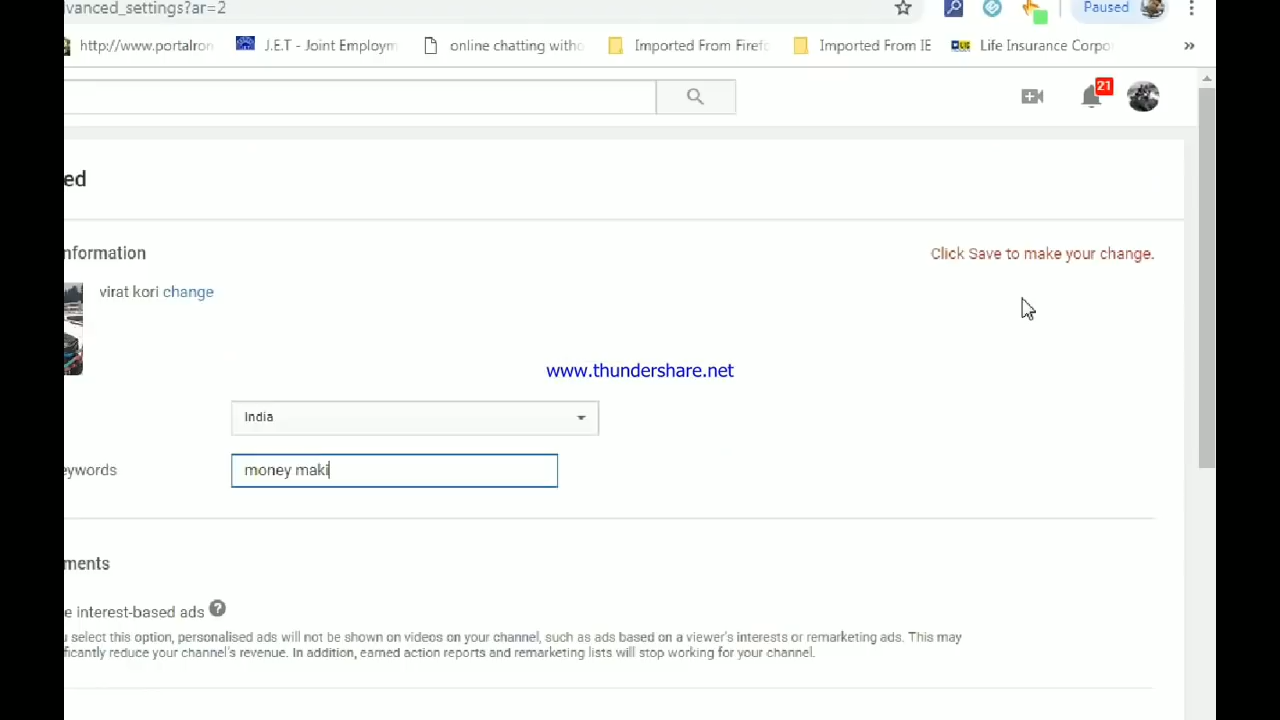 vanced_settings?ar=2
Paused
http://www.portalron
J.E.T - Joint Employm
online chatting witho
Imported From Firef
Imported From IE
Life Insurance Corpo
»
21
ed
nformation
Click Save to make your change.
virat kori change
www.thundershare.net
India
eywords
money maki
ments
e interest-based ads ?
u select this option, personalised ads will not be shown on videos on your channel, such as ads based on a viewer's interests or remarketing ads. This may
ficantly reduce your channel's revenue. In addition, earned action reports and remarketing lists will stop working for your channel.